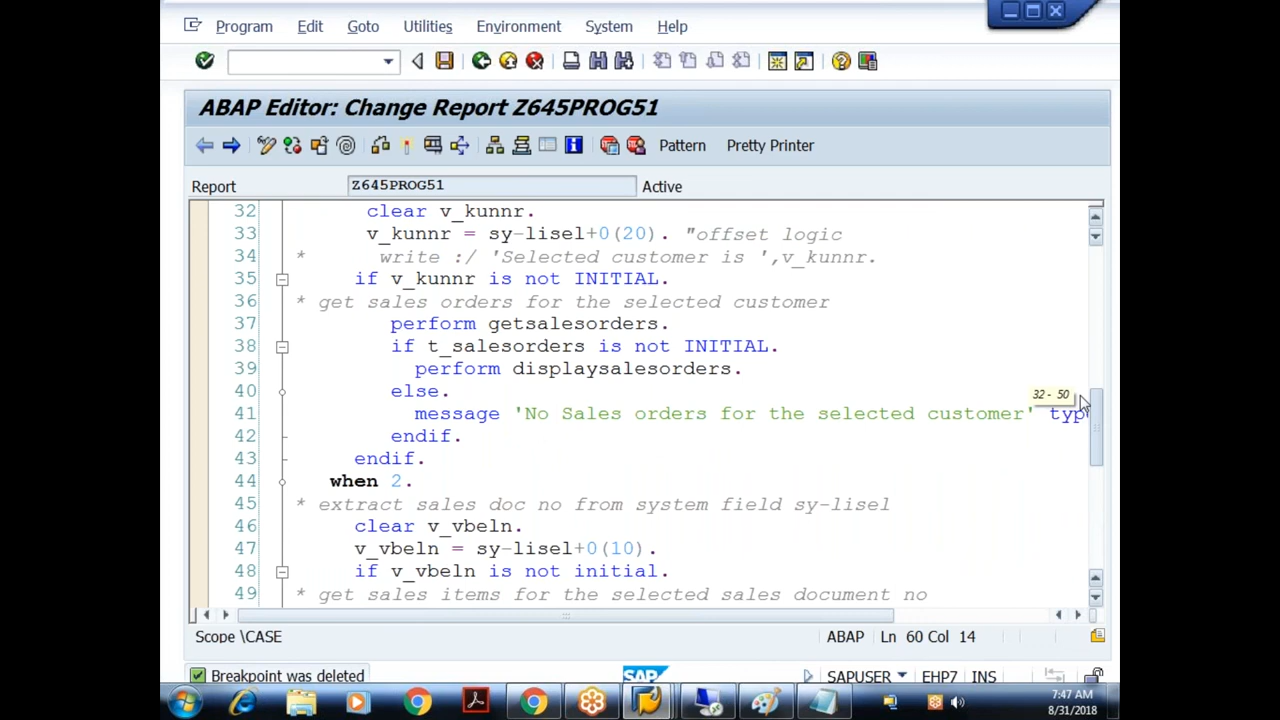 Program Edit Goto Utilities Environment System Help
ABAP Editor: Change Report Z645PROG51
Pattern Pretty Printer
Report Z645PROG51 Active
32 clear v_kunnr.
33 v_kunnr = sy-lisel+0(20). "offset logic
34 * write :/ 'Selected customer is ',v_kunnr.
35 if v_kunnr is not INITIAL.
36 * get sales orders for the selected customer
37 perform getsalesorders.
38 if t_salesorders is not INITIAL.
39 perform displaysalesorders.
40 else.
32 - 50
41 message 'No Sales orders for the selected customer' typ
42 endif.
43 endif.
44 when 2.
45 * extract sales doc no from system field sy-lisel
46 clear v_vbeln.
47 v_vbeln = sy-lisel+0(10).
48 if v_vbeln is not initial.
49 * get sales items for the selected sales document no
Scope \CASE ABAP Ln 60 Col 14
Breakpoint was deleted SAP SAPUSER EHP7 INS
7:47 AM
8/31/2018